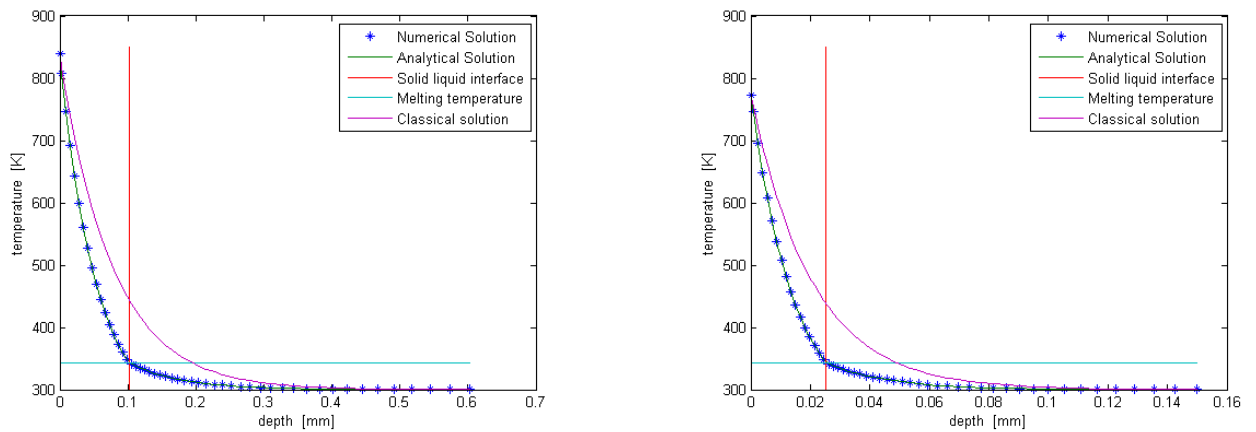 900
800
700
600
500
400
300
temperature [K]
0
0.1
0.2
0.3
0.4
0.5
0.6
0.7
depth [mm]
Numerical Solution
Analytical Solution
Solid liquid interface
Melting temperature
Classical solution
900
800
700
600
500
400
300
temperature [K]
0
0.02
0.04
0.06
0.08
0.1
0.12
0.14
0.16
depth [mm]
Numerical Solution
Analytical Solution
Solid liquid interface
Melting temperature
Classical solution